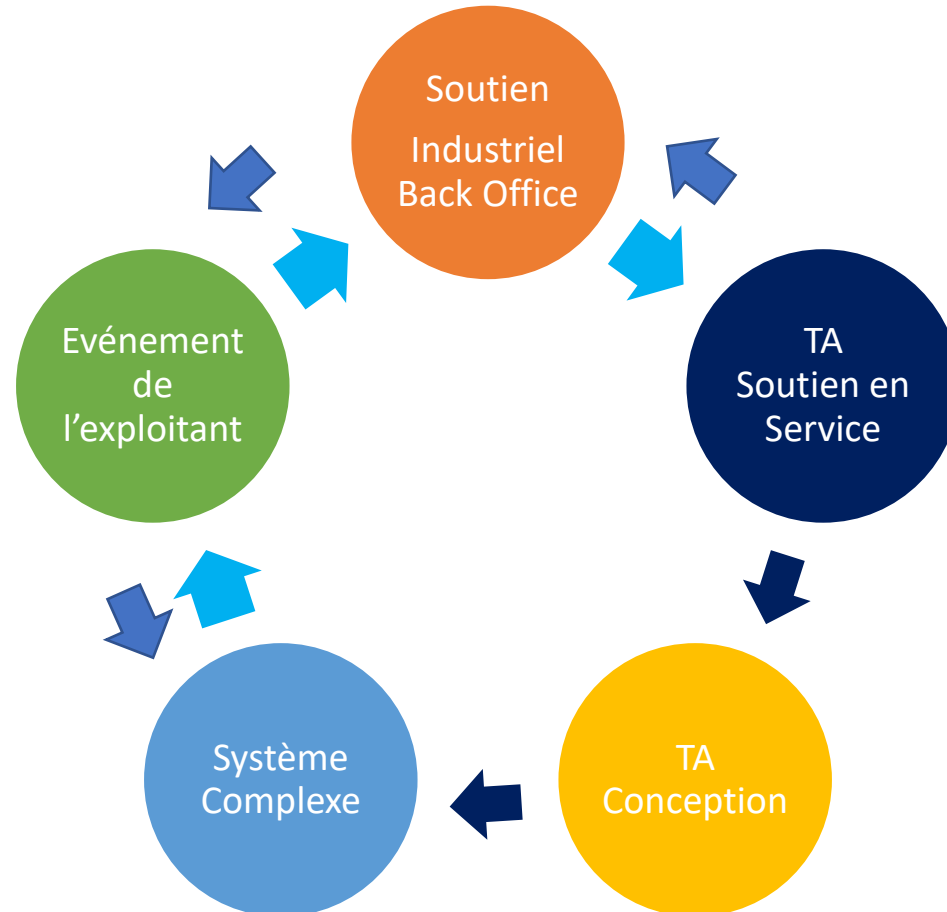 Soutien
Industriel
Back Office
Evénement
de
l’exploitant
TA
Soutien en
Service
Système
Complexe
TA
Conception